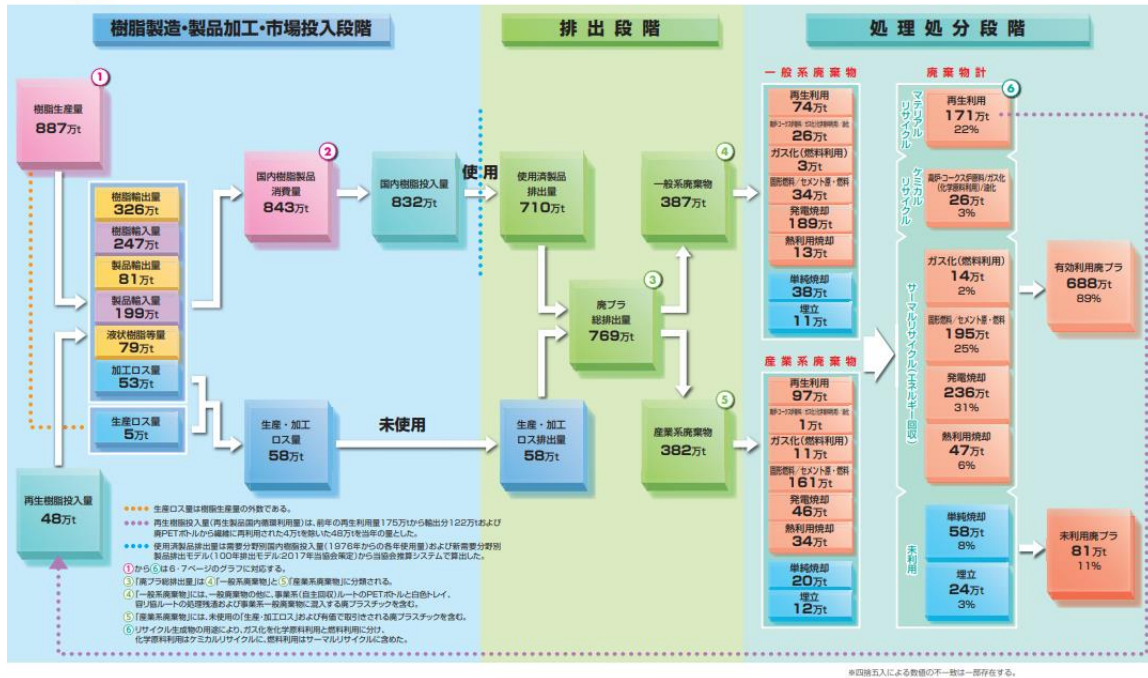 樹脂製造・製品加工・市場投入段階
排出段階
処理処分段階
①
樹脂生産量
887万t
樹脂輸出量
326万t
樹脂輸入量
247万t
製品輸出量
81万t
製品輸入量
199万t
液状樹脂等量
79万t
加工ロス量
53万t
生産ロス量
5万t
再生樹脂投入量
48万t
②
国内樹脂製品
消費量
843万t
国内樹脂投入量
832万t
使用
生産・加工
ロス量
58万t
未使用
使用済製品
排出量
710万t
③
廃プラ
総排出量
769万t
生産・加工
ロス排出量
58万t
④
一般系廃棄物
387万t
⑤
産業系廃棄物
382万t
一般系廃棄物
再生利用
74万t
26万t
ガス化(燃料利用)
3万t
固形燃料/セメント原・燃料
34万t
発電焼却
189万t
熱利用焼却
13万t
単純焼却
38万t
埋立
11万t
産業系廃棄物
再生利用
97万t
1万t
ガス化(燃料利用)
11万t
固形燃料/セメント原・燃料
161万t
発電焼却
46万t
熱利用焼却
34万t
単純焼却
20万t
埋立
12万t
廃棄物計
⑥
マテリアル
リサイクル
再生利用
171万t
22%
ケミカル
リサイクル
高炉・コークス炉原料/ガス化
(化学原料利用)/油化
26万t
3%
サーマルリサイクル(エネルギー回収)
ガス化(燃料利用)
14万t
2%
固形燃料/セメント原・燃料
195万t
25%
発電焼却
236万t
31%
熱利用焼却
47万t
6%
未利用
単純焼却
58万t
8%
埋立
24万t
3%
有効利用廃プラ
688万t
89%
未利用廃プラ
81万t
11%
生産ロス量は樹脂生産量の外数である。
再生樹脂投入量(再生製品国内循環利用量)は、前年の再生利用量175万tから輸出分122万tおよび
廃PETボトルから繊維に再利用された4万tを除いた48万tを当年の量とした。
使用済製品排出量は需要分野別国内樹脂投入量(1976年からの各年使用量)および新需要分野別
製品排出モデル(100年排出モデル:2017年当協会策定)から当協会推算システムで算出した。
①から⑥は6・7ページのグラフに対応する。
③「廃プラ総排出量」は④「一般系廃棄物」と⑤「産業系廃棄物」に分類される。
④「一般系廃棄物」には、一般廃棄物の他に、事業系(自主回収)ルートのPETボトルと白色トレイ、
容リ協ルートの処理残渣および事業系一般廃棄物に混入する廃プラスチックを含む。
⑤「産業系廃棄物」には、未使用の「生産・加工ロス」および有価で取引きされる廃プラスチックを含む。
⑥リサイクル生成物の用途により、ガス化を化学原料利用と燃料利用に分け、
化学原料利用はケミカルリサイクルに、燃料利用はサーマルリサイクルに含めた。
※四捨五入による数値の不一致は一部存在する。